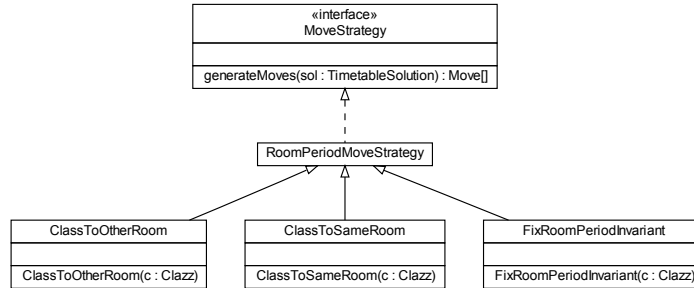 «interface»
MoveStrategy
generateMoves(sol : TimetableSolution) : Move[]
RoomPeriodMoveStrategy
ClassToOtherRoom
ClassToOtherRoom(c : Clazz)
ClassToSameRoom
ClassToSameRoom(c : Clazz)
FixRoomPeriodInvariant
FixRoomPeriodInvariant(c : Clazz)